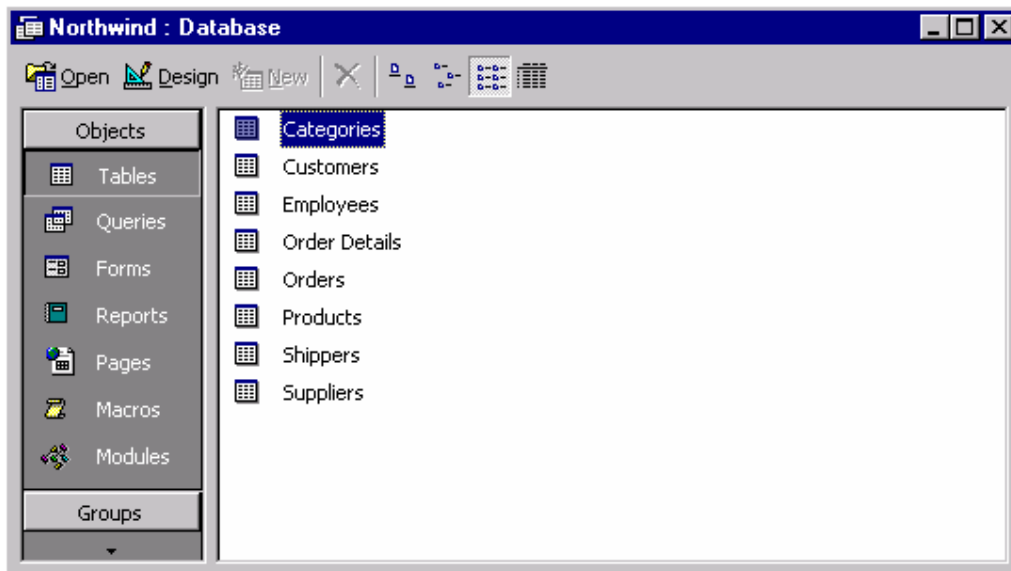 Northwind : Database
Open Design New
Objects
Tables
Queries
Forms
Reports
Pages
Macros
Modules
Groups
Categories
Customers
Employees
Order Details
Orders
Products
Shippers
Suppliers